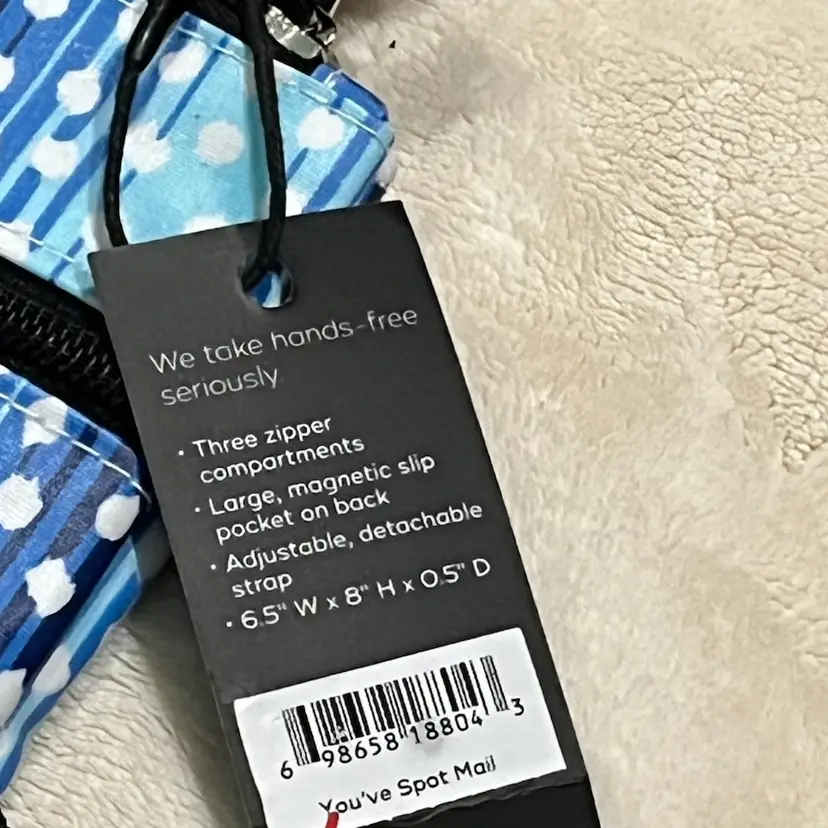 We take hands-free
seriously
• Three zipper
compartments
• Large, magnetic slip
pocket on back
• Adjustable, detachable
strap
• 6.5" W x 8" H x 0.5" D
6 98658 18804 3
You've Spot Mail